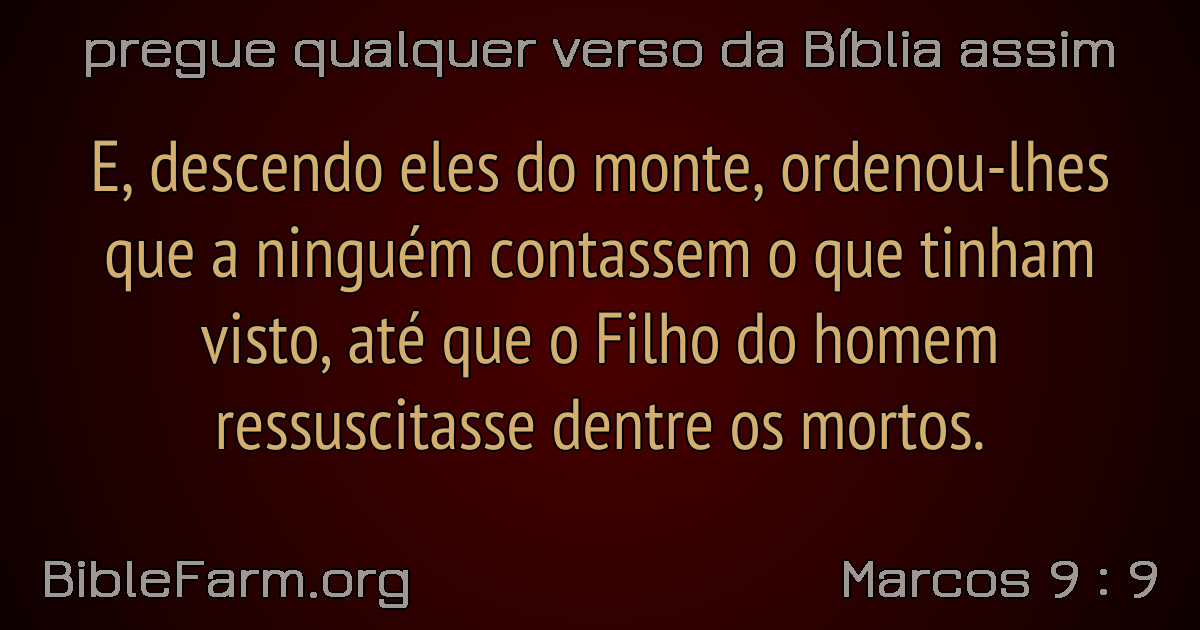 pregue qualquer verso da Bíblia assim
E, descendo eles do monte, ordenou-lhes
que a ninguém contassem o que tinham
visto, até que o Filho do homem
ressuscitasse dentre os mortos.
BibleFarm.org
Marcos 9 : 9